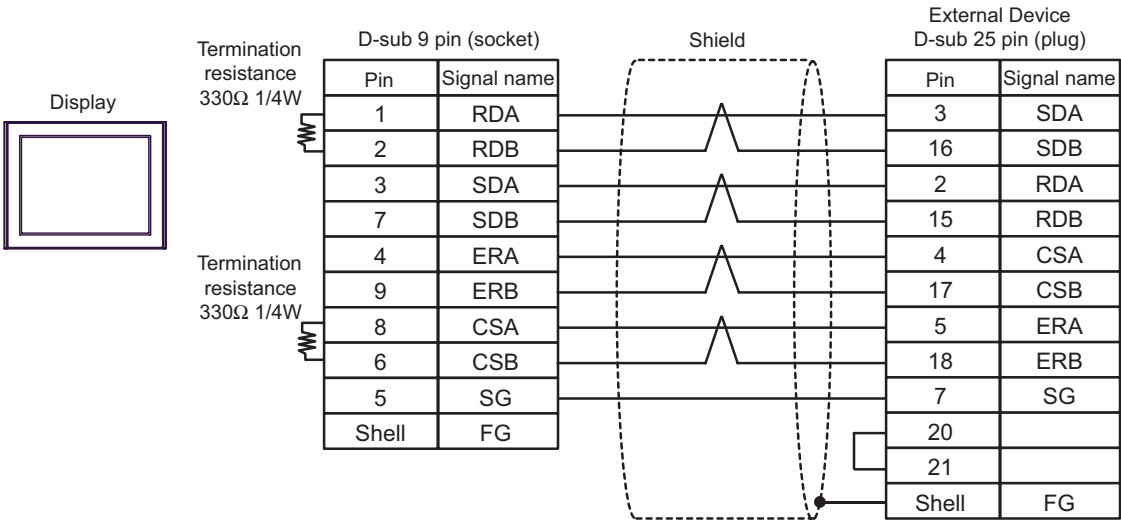 Display
Termination
resistance
330Ω 1/4W
Termination
resistance
330Ω 1/4W
D-sub 9 pin (socket)
Pin Signal name
1 RDA
2 RDB
3 SDA
7 SDB
4 ERA
9 ERB
8 CSA
6 CSB
5 SG
Shell FG
Shield
External Device
D-sub 25 pin (plug)
Pin Signal name
3 SDA
16 SDB
2 RDA
15 RDB
4 CSA
17 CSB
5 ERA
18 ERB
7 SG
20
21
Shell FG